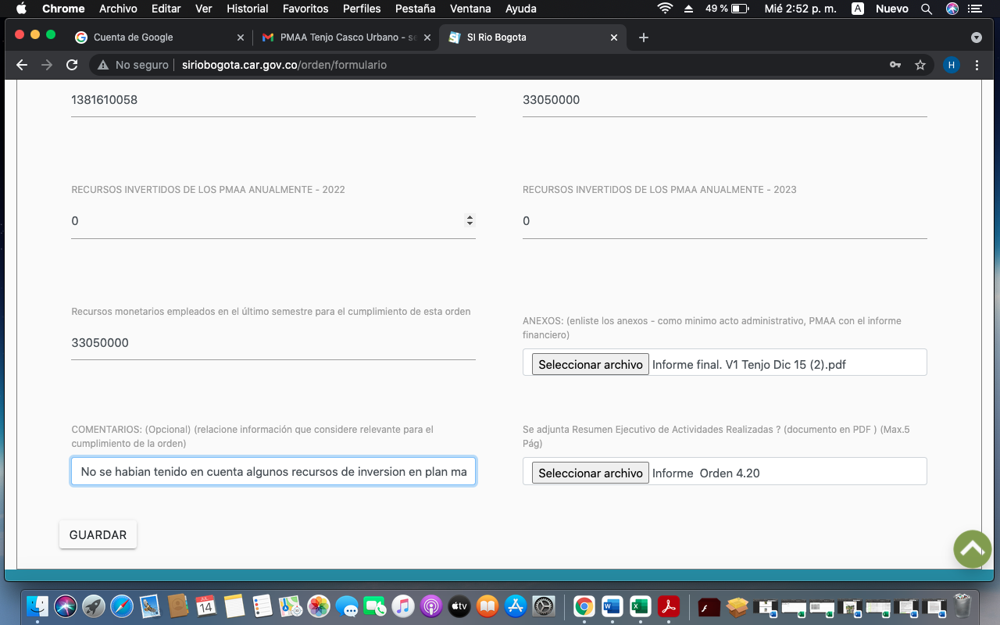 Chrome Archivo Editar Ver Historial Favoritos Perfiles Pestaña Ventana Ayuda 49 % Mié 2:52 p. m. A Nuevo
Cuenta de Google PMAA Tenjo Casco Urbano - se SI Rio Bogota
No seguro siriobogota.car.gov.co/orden/formulario H
1381610058 33050000
RECURSOS INVERTIDOS DE LOS PMAA ANUALMENTE - 2022 RECURSOS INVERTIDOS DE LOS PMAA ANUALMENTE - 2023
0 0
Recursos monetarios empleados en el último semestre para el cumplimiento de esta orden
33050000
ANEXOS: (enliste los anexos - como minimo acto administrativo, PMAA con el informe
financiero)
Seleccionar archivo Informe final. V1 Tenjo Dic 15 (2).pdf
COMENTARIOS: (Opcional) (relacione información que considere relevante para el
cumplimiento de la orden)
No se habian tenido en cuenta algunos recursos de inversion en plan ma
Se adjunta Resumen Ejecutivo de Actividades Realizadas ? (documento en PDF ) (Max.5
Pág)
Seleccionar archivo Informe  Orden 4.20
GUARDAR
JUL
14
tv